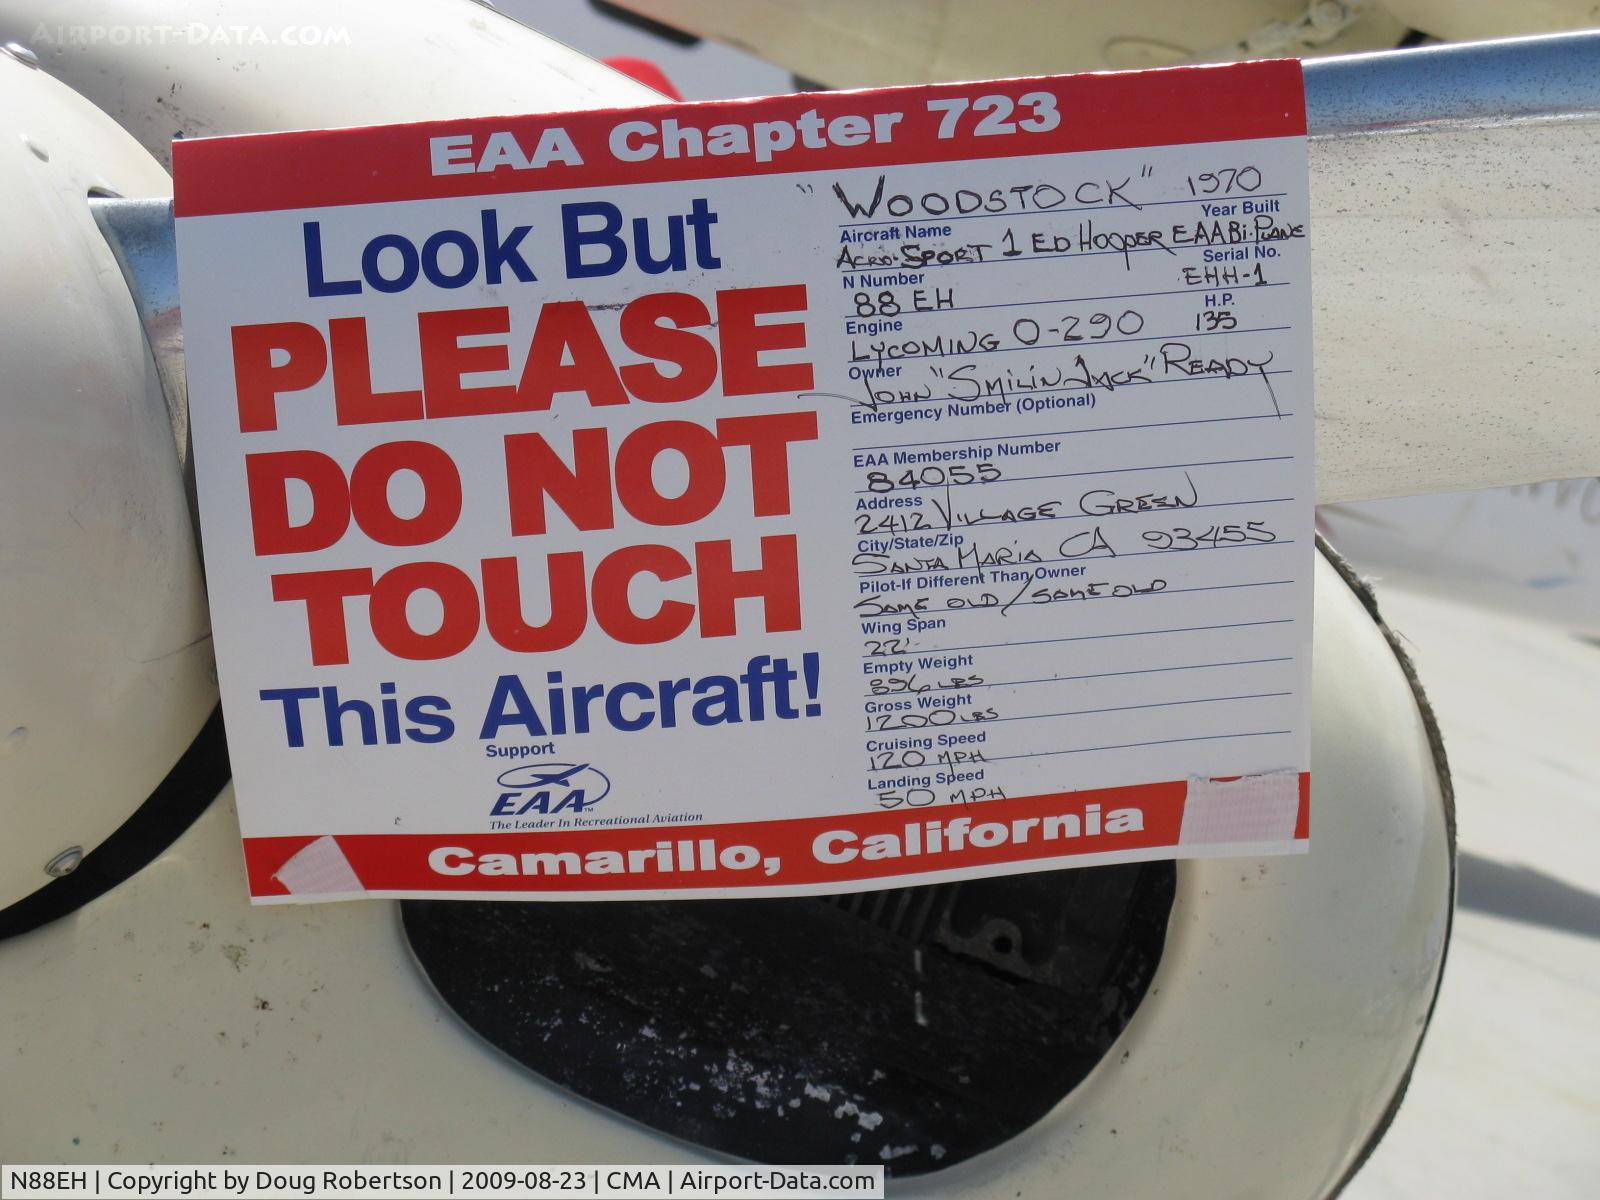 AIRPORT-DATA.COM
EAA Chapter 723
Look But
PLEASE
DO NOT
TOUCH
This Aircraft!
Support
EAA™
The Leader In Recreational Aviation
"WOODSTOCK" 1970
Aircraft Name Year Built
ACRO-SPORT 1 ED HOOPER EAA BI-PLANE
N Number Serial No.
88 EH EHH-1
Engine H.P.
LYCOMING O-290 135
Owner
JOHN "SMILIN JACK" READY
Emergency Number (Optional)
EAA Membership Number
84055
Address
2412 VILLAGE GREEN
City/State/Zip
SANTA MARIA CA 93455
Pilot-If Different Than Owner
SAME OLD / SAME OLD
Wing Span
22'
Empty Weight
896 LBS
Gross Weight
1200 LBS
Cruising Speed
120 MPH
Landing Speed
50 MPH
Camarillo, California
N88EH | Copyright by Doug Robertson | 2009-08-23 | CMA | Airport-Data.com